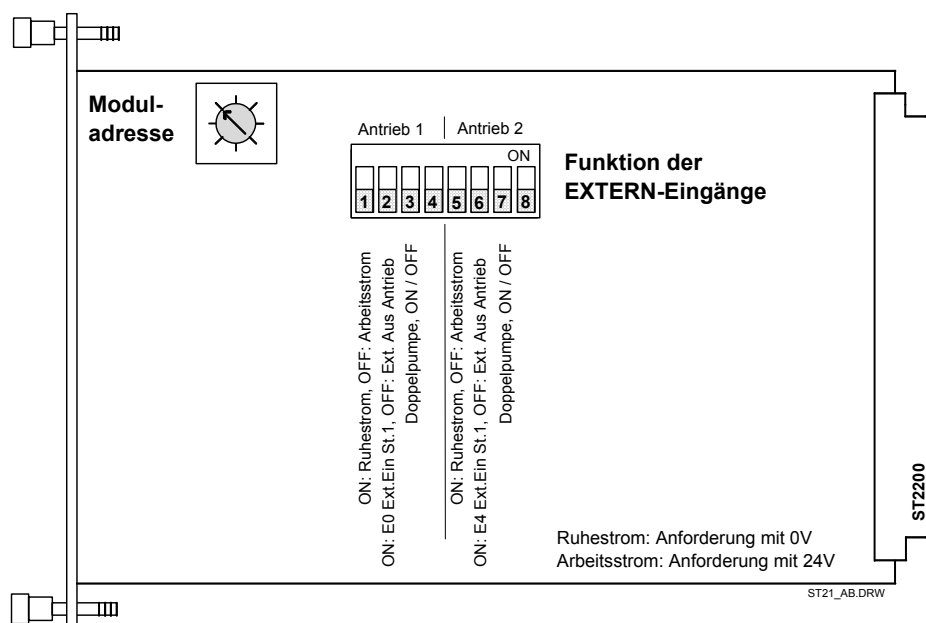 Modul-
adresse
Antrieb 1
Antrieb 2
ON
1 2 3 4 5 6 7 8
Funktion der
EXTERN-Eingänge
ON: Ruhestrom, OFF: Arbeitsstrom
ON: E0 Ext.Ein St.1, OFF: Ext. Aus Antrieb
Doppelpumpe, ON / OFF
ON: Ruhestrom, OFF: Arbeitsstrom
ON: E4 Ext.Ein St.1, OFF: Ext. Aus Antrieb
Doppelpumpe, ON / OFF
Ruhestrom: Anforderung mit 0V
Arbeitsstrom: Anforderung mit 24V
ST2200
ST21_AB.DRW